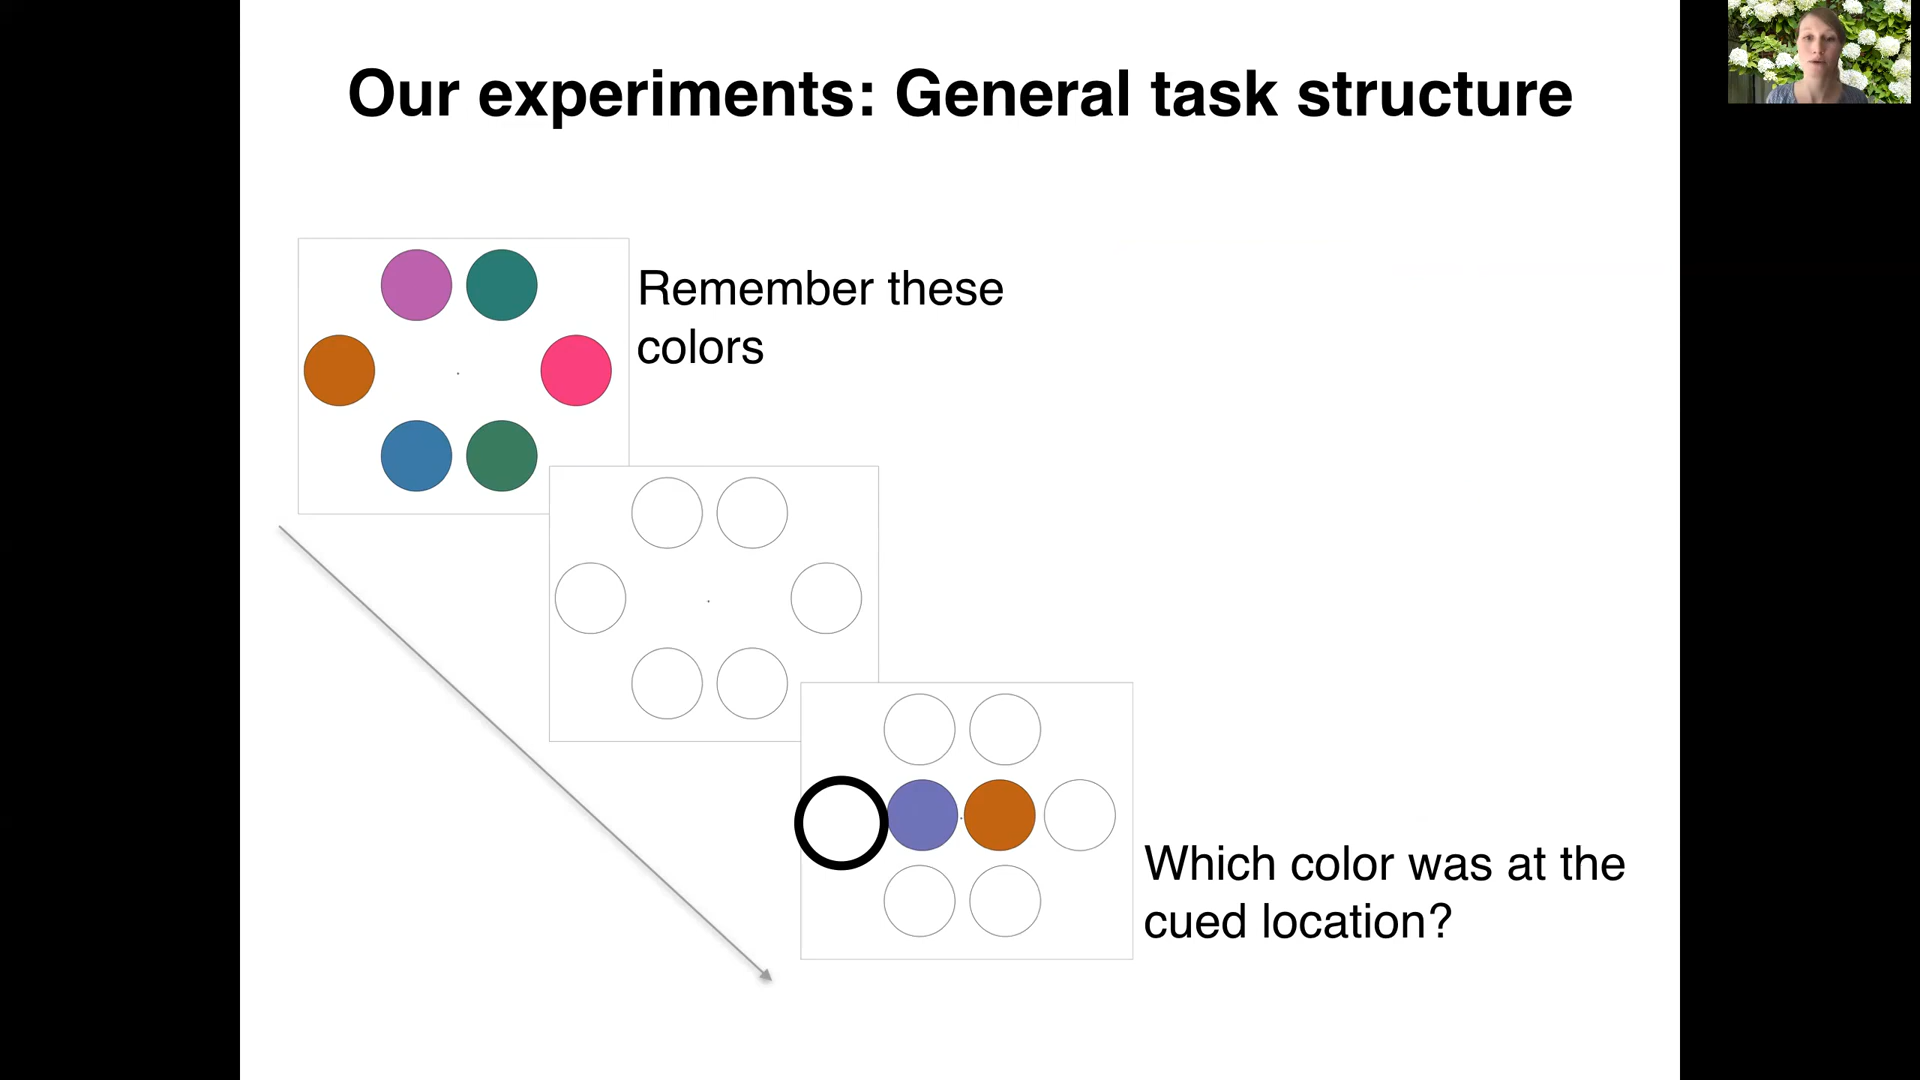 Our experiments: General task structure
Remember these
colors
Which color was at the
cued location?